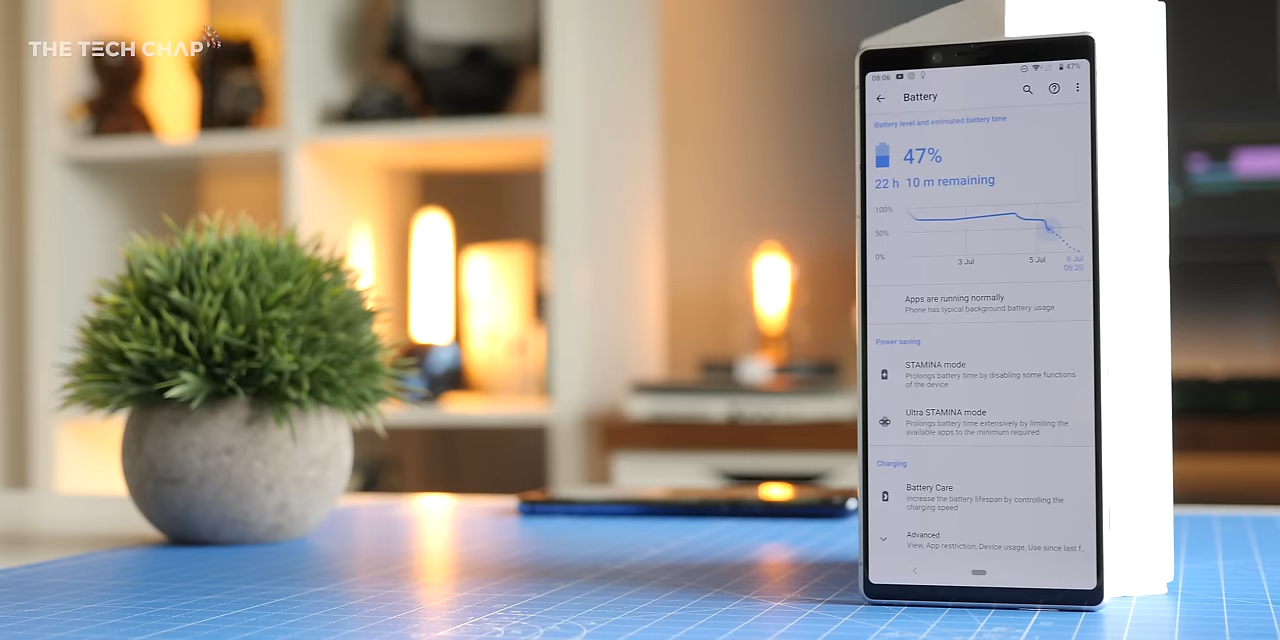 THE TECH CHAP
08:06
47%
Battery
Battery level and estimated battery time
47%
22 h 10 m remaining
100%
50%
0%
3 Jul
5 Jul
6 Jul
06:20
Apps are running normally
Phone has typical background battery usage
Power saving
STAMINA mode
Prolongs battery time by disabling some functions
of the device
Ultra STAMINA mode
Prolongs battery time extensively by limiting the
available apps to the minimum required
Charging
Battery Care
Increase the battery lifespan by controlling the
charging speed
Advanced
View, App restriction, Device usage, Use since last f..